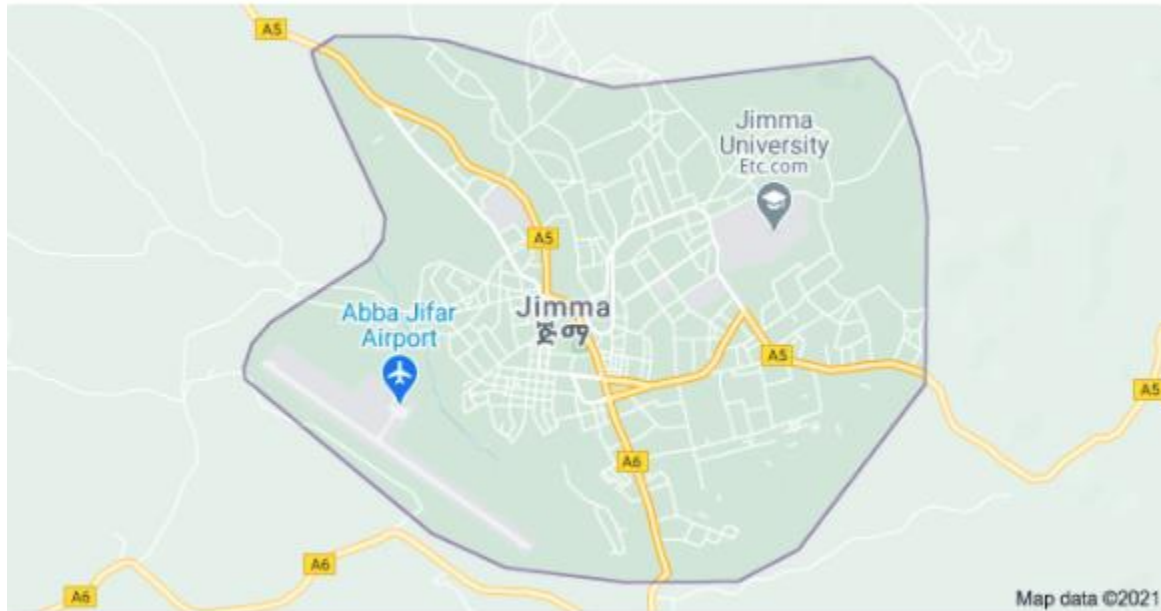 A5
Jimma
University
Etc.com
A5
Jimma
ጅማ
Abba Jifar
Airport
A5
A5
A6
A6
A6
Map data ©2021